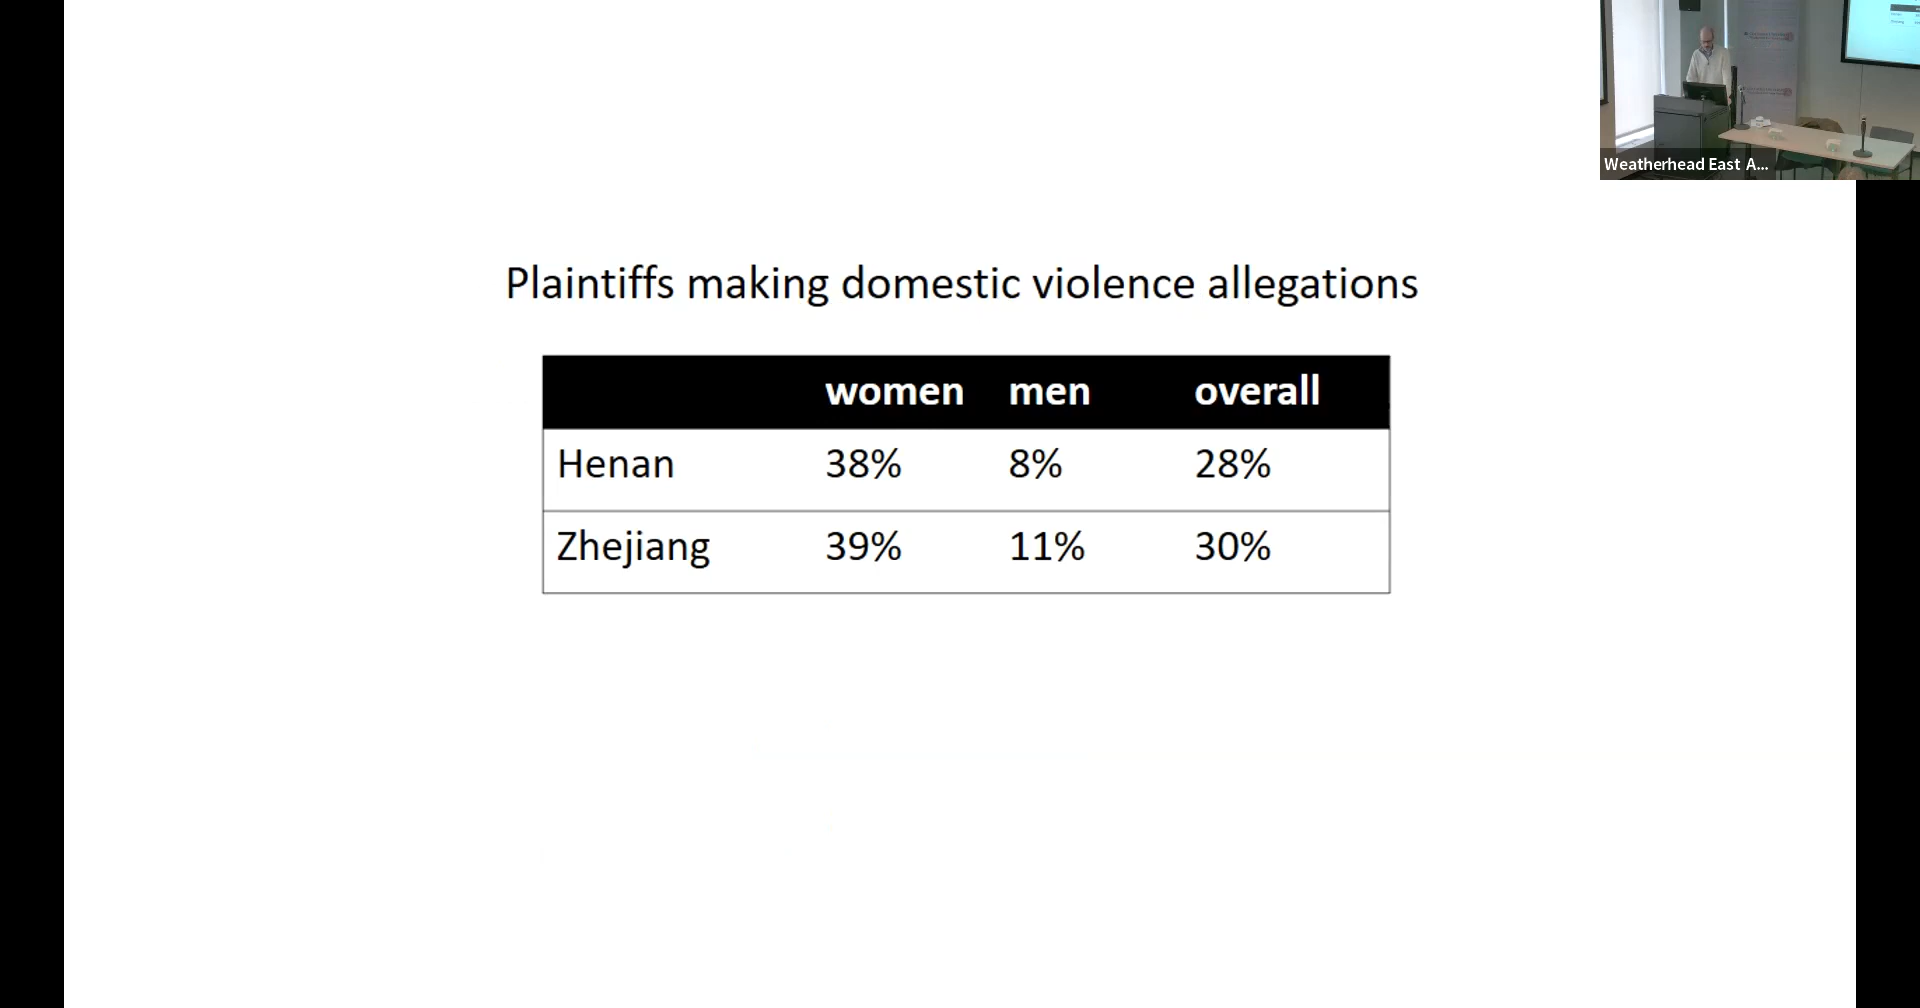 Weatherhead East A...
Plaintiffs making domestic violence allegations
women men overall
Henan 38% 8% 28%
Zhejiang 39% 11% 30%